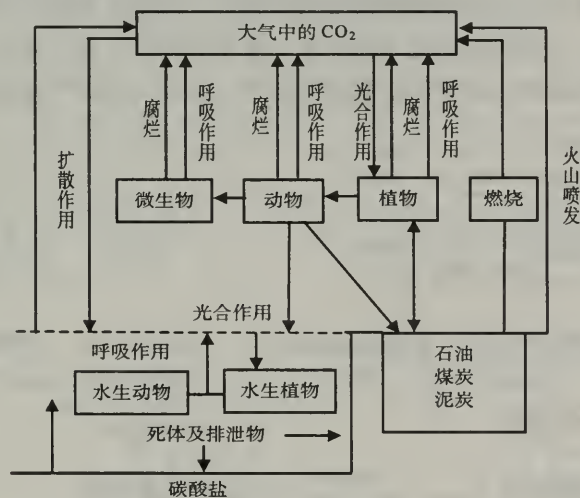 大气中的 CO₂
腐烂
呼吸作用
腐烂
呼吸作用
光合作用
腐烂
呼吸作用
扩散作用
火山喷发
微生物
动物
植物
燃烧
光合作用
呼吸作用
石油
煤炭
泥炭
水生动物
水生植物
死体及排泄物
碳酸盐